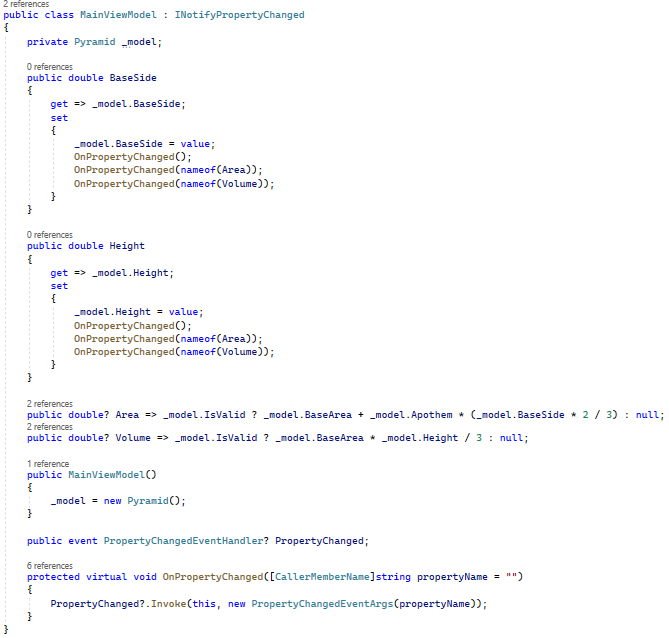 2 references
public class MainViewModel : INotifyPropertyChanged
{
private Pyramid _model;
0 references
public double BaseSide
{
get => _model.BaseSide;
set
{
_model.BaseSide = value;
OnPropertyChanged();
OnPropertyChanged(nameof(Area));
OnPropertyChanged(nameof(Volume));
}
}
0 references
public double Height
{
get => _model.Height;
set
{
_model.Height = value;
OnPropertyChanged();
OnPropertyChanged(nameof(Area));
OnPropertyChanged(nameof(Volume));
}
}
2 references
public double? Area => _model.IsValid ? _model.BaseArea + _model.Apothem * (_model.BaseSide * 2 / 3) : null;
2 references
public double? Volume => _model.IsValid ? _model.BaseArea * _model.Height / 3 : null;
1 reference
public MainViewModel()
{
_model = new Pyramid();
}
public event PropertyChangedEventHandler? PropertyChanged;
6 references
protected virtual void OnPropertyChanged([CallerMemberName]string propertyName = "")
{
PropertyChanged?.Invoke(this, new PropertyChangedEventArgs(propertyName));
}
}